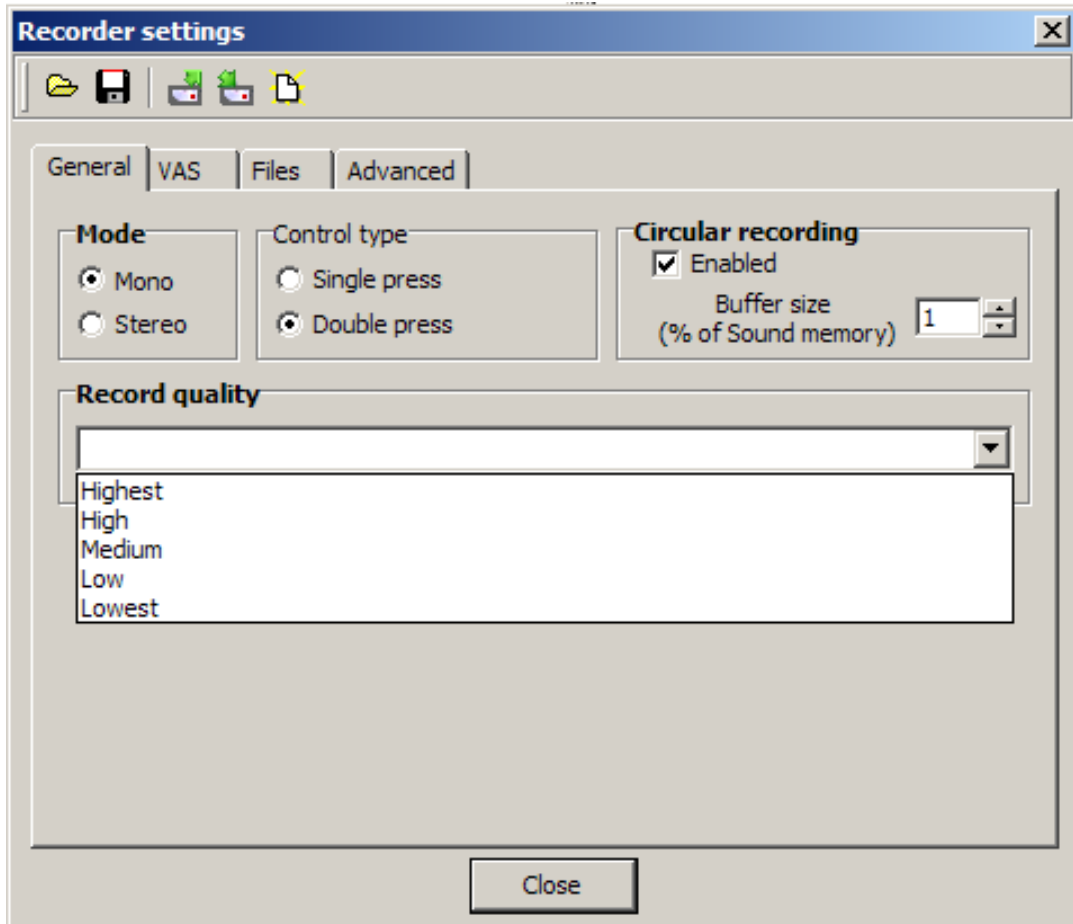 Recorder settings
General VAS Files Advanced
Mode
Mono
Stereo
Control type
Single press
Double press
Circular recording
Enabled
Buffer size
(% of Sound memory)
1
Record quality
Highest
High
Medium
Low
Lowest
Close